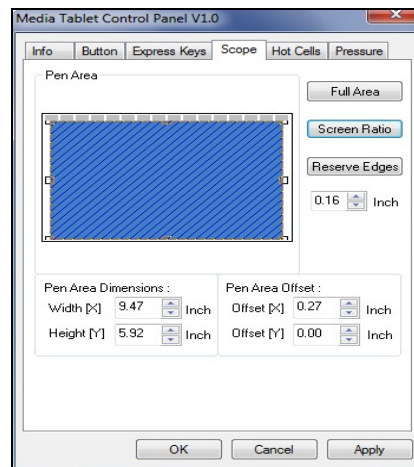 Media Tablet Control Panel V1.0
Info Button Express Keys Scope Hot Cells Pressure
Pen Area
Full Area
Screen Ratio
Reserve Edges
0.16 Inch
Pen Area Dimensions :
Width [X] 9.47 Inch
Height [Y] 5.92 Inch
Pen Area Offset :
Offset [X] 0.27 Inch
Offset [Y] 0.00 Inch
OK Cancel Apply